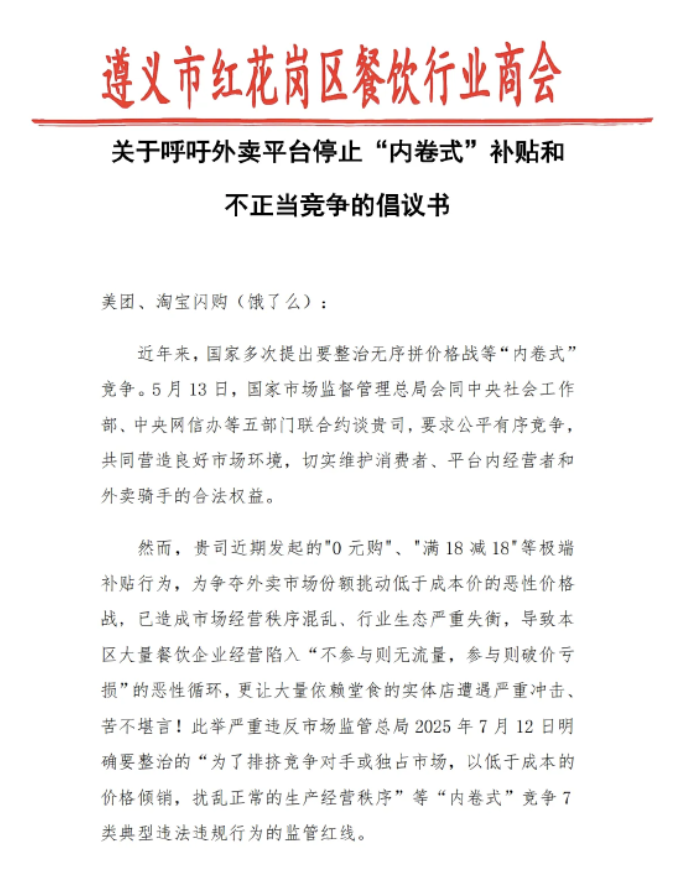 遵义市红花岗区餐饮行业商会
关于呼吁外卖平台停止“内卷式”补贴和
不正当竞争的倡议书
美团、淘宝闪购（饿了么）：
近年来，国家多次提出要整治无序拼价格战等“内卷式”
竞争。5 月 13 日，国家市场监督管理总局会同中央社会工作
部、中央网信办等五部门联合约谈贵司，要求公平有序竞争，
共同营造良好市场环境，切实维护消费者、平台内经营者和
外卖骑手的合法权益。
然而，贵司近期发起的"0 元购"、"满 18 减 18"等极端
补贴行为，为争夺外卖市场份额挑动低于成本价的恶性价格
战，已造成市场经营秩序混乱、行业生态严重失衡，导致本
区大量餐饮企业经营陷入“不参与则无流量，参与则破价亏
损”的恶性循环，更让大量依赖堂食的实体店遭遇严重冲击、
苦不堪言！此举严重违反市场监管总局 2025 年 7 月 12 日明
确要整治的“为了排挤竞争对手或独占市场，以低于成本的
价格倾销，扰乱正常的生产经营秩序”等“内卷式”竞争 7
类典型违法违规行为的监管红线。